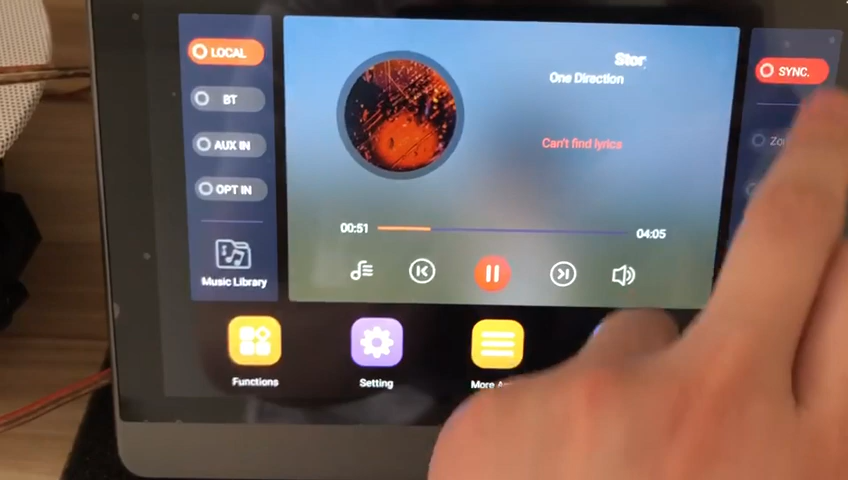 LOCAL
BT
AUX IN
OPT IN
Music Library
One Direction
Can't find lyrics
00:51
04:05
SYNC.
Functions
Setting
More